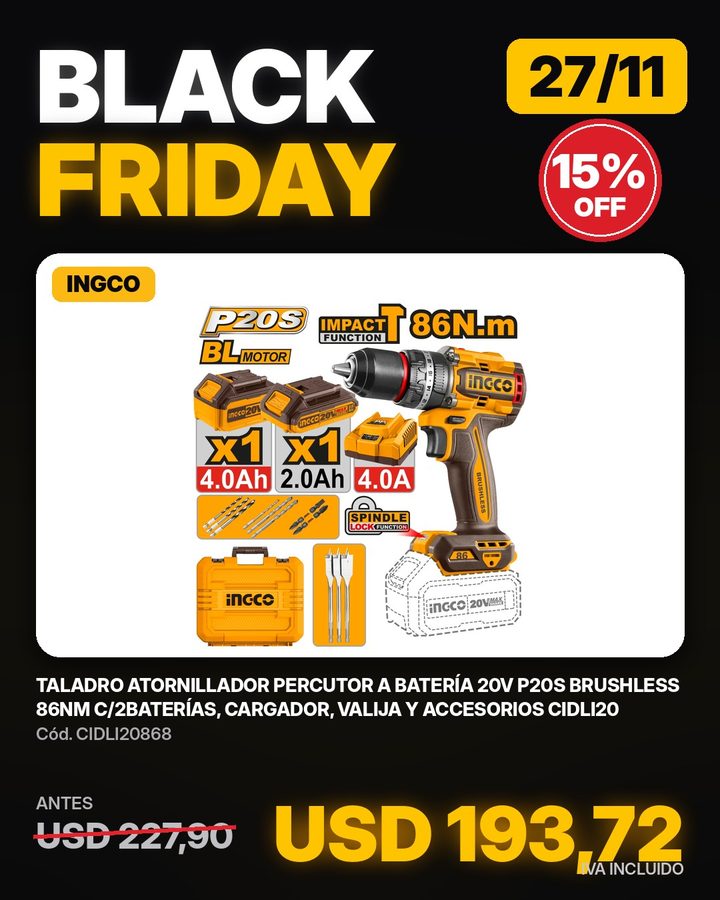 BLACK
FRIDAY
27/11
15%
OFF
INGCO
P20S
BL MOTOR
IMPACT FUNCTION 86N.m
x1
4.0Ah
x1
2.0Ah
4.0A
SPINDLE
LOCK FUNCTION
INGCO
BRUSHLESS
86
INGCO 20V MAX
INGCO
TALADRO ATORNILLADOR PERCUTOR A BATERÍA 20V P20S BRUSHLESS
86NM C/2BATERÍAS, CARGADOR, VALIJA Y ACCESORIOS CIDLI20
Cód. CIDLI20868
ANTES
USD 227,90
USD 193,72
IVA INCLUIDO